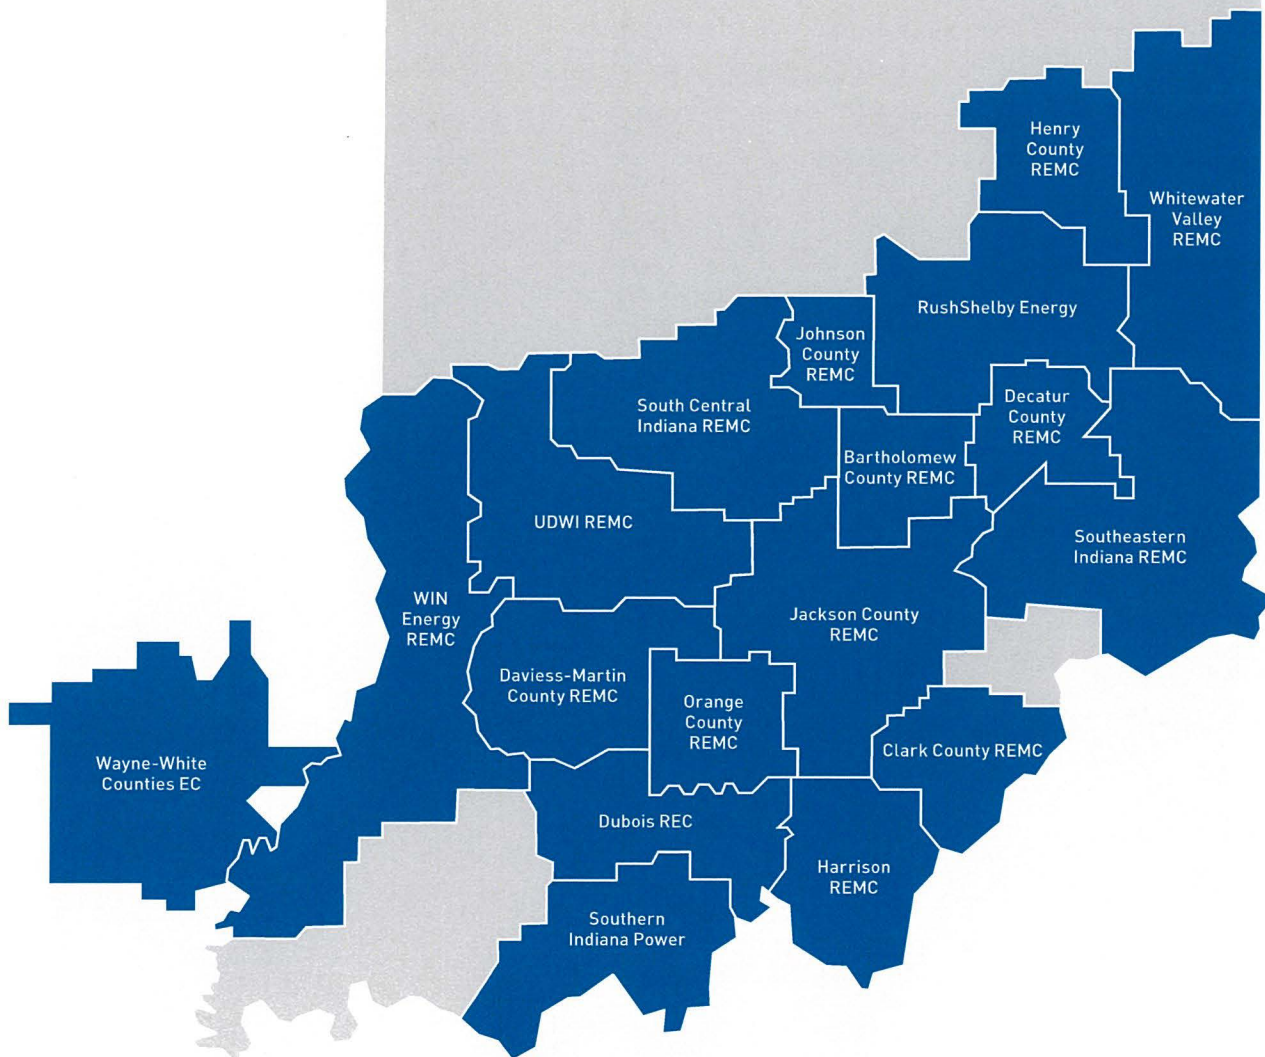 Henry
County
REMC
Whitewater
Valley
REMC
RushShelby Energy
Johnson
County
REMC
South Central
Indiana REMC
Decatur
County
REMC
Bartholomew
County REMC
UDWI REMC
Southeastern
Indiana REMC
WIN
Energy
REMC
Jackson County
REMC
Daviess-Martin
County REMC
Orange
County
REMC
Clark County REMC
Wayne-White
Counties EC
Dubois REC
Harrison
REMC
Southern
Indiana Power